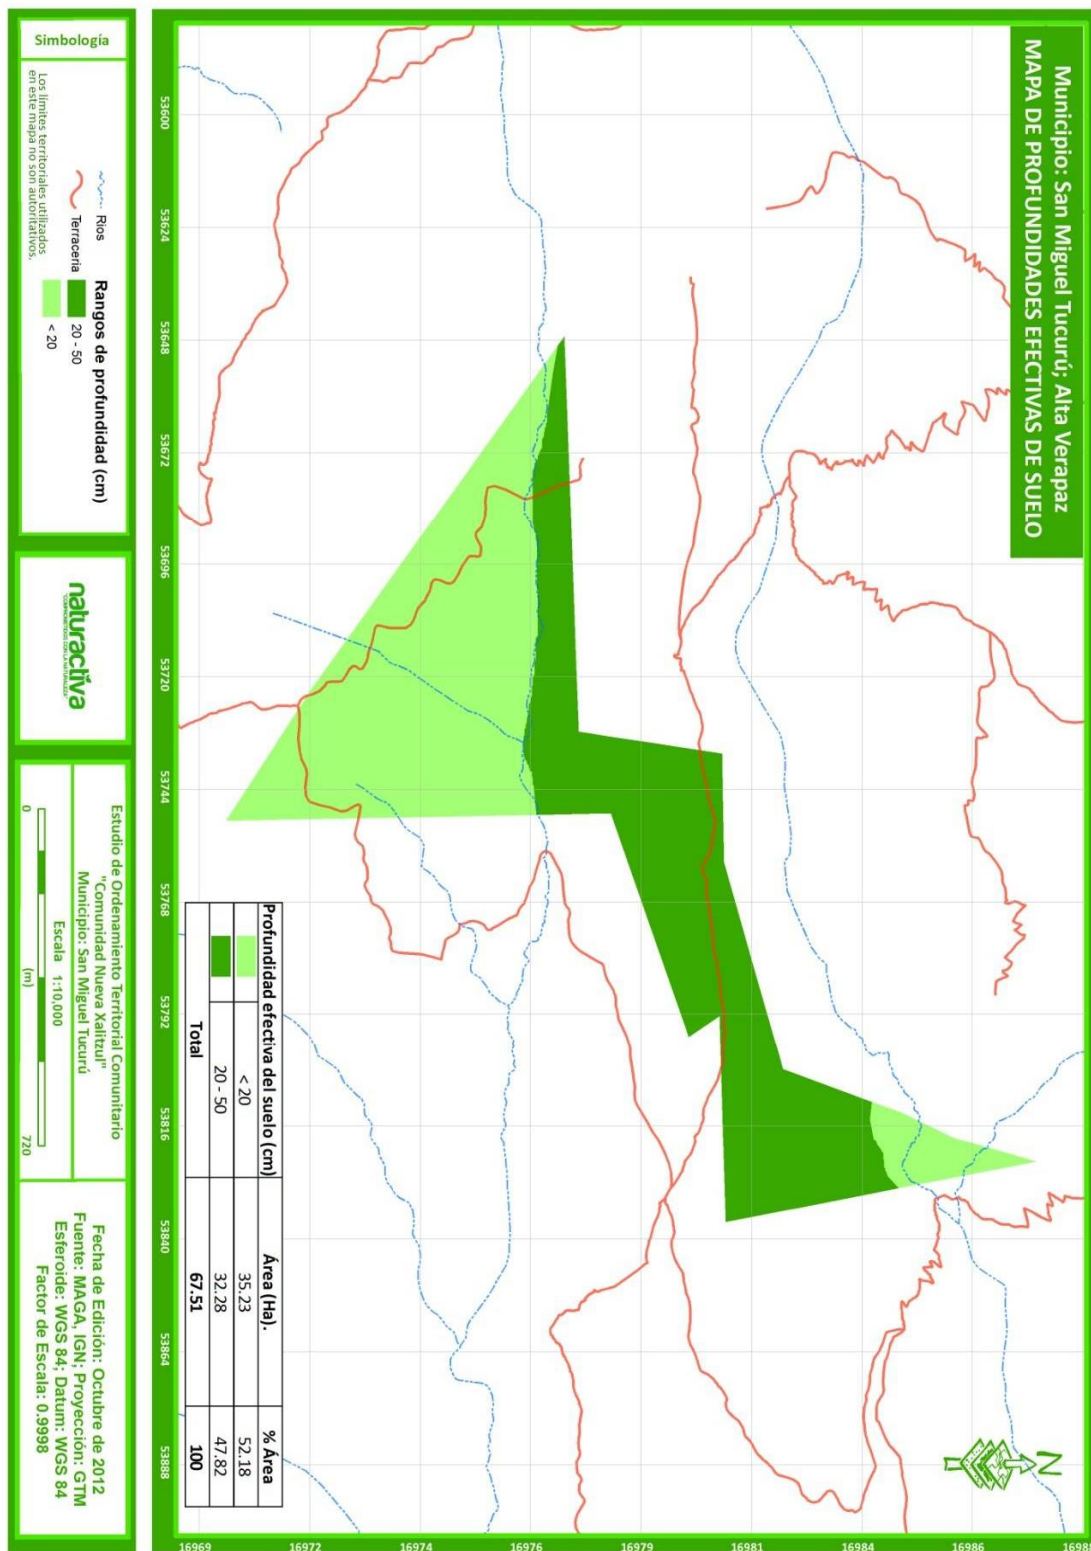 Municipio: San Miguel Tucurú; Alta Verapaz
MAPA DE PROFUNDIDADES EFECTIVAS DE SUELO
53600
53624
53648
53672
53696
53720
53744
53768
53792
53816
53840
53864
53888
16986
16984
16981
16979
16976
16974
16972
16969
N
Profundidad efectiva del suelo (cm) Área (Ha). % Área
< 20 35.23 52.18
20 - 50 32.28 47.82
Total 67.51 100
Simbología
Rios
Terraceria
Rangos de profundidad (cm)
20 - 50
< 20
Los límites territoriales utilizados
en este mapa no son autoritativos.
naturactiva
"COMPROMETIDOS CON LA NATURALEZA"
Estudio de Ordenamiento Territorial Comunitario
"Comunidad Nueva Xalitzul"
Municipio: San Miguel Tucurú
Escala 1:10,000
0 720
(m)
Fecha de Edición: Octubre de 2012
Fuente: MAGA, IGN; Proyección: GTM
Esferoide: WGS 84; Datum: WGS 84
Factor de Escala: 0.9998